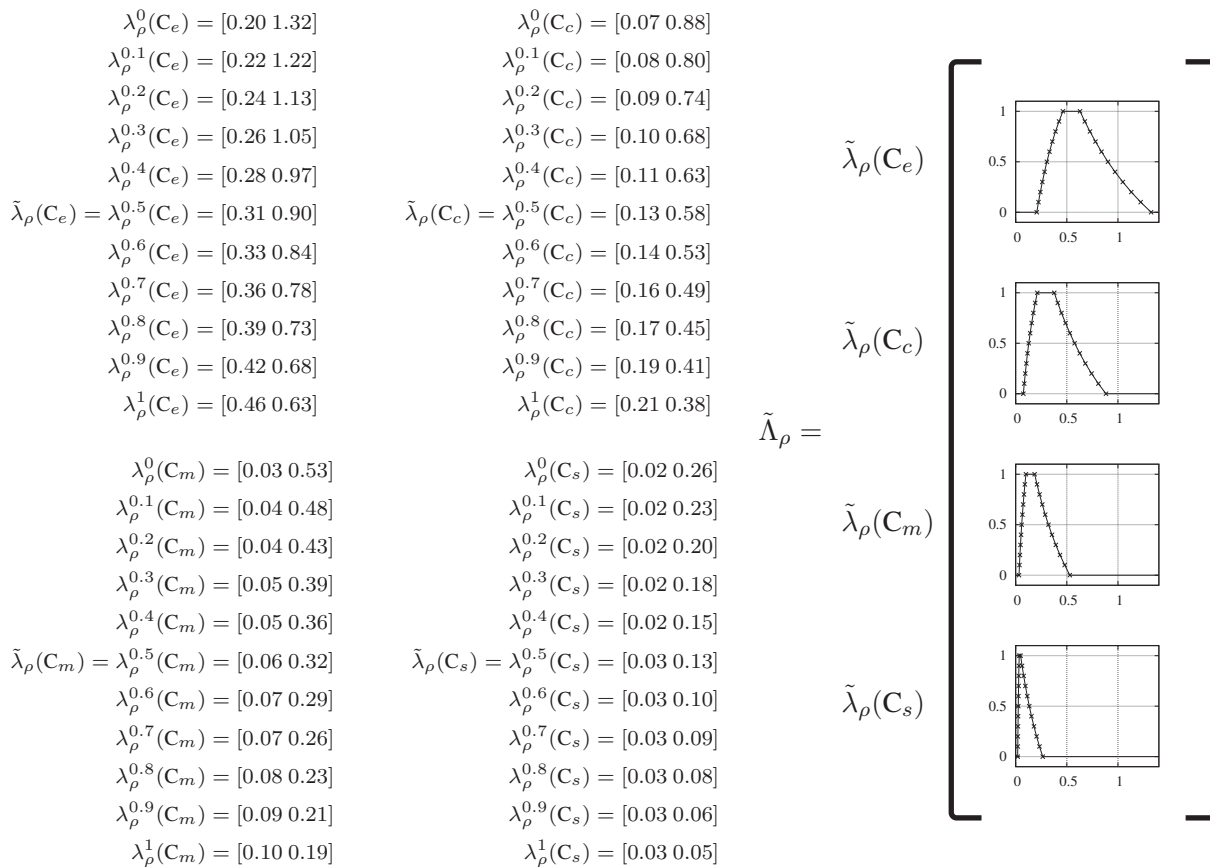 λ_ρ^0(C_e) = [0.20 1.32]
λ_ρ^0.1(C_e) = [0.22 1.22]
λ_ρ^0.2(C_e) = [0.24 1.13]
λ_ρ^0.3(C_e) = [0.26 1.05]
λ_ρ^0.4(C_e) = [0.28 0.97]
λ̃_ρ(C_e) = λ_ρ^0.5(C_e) = [0.31 0.90]
λ_ρ^0.6(C_e) = [0.33 0.84]
λ_ρ^0.7(C_e) = [0.36 0.78]
λ_ρ^0.8(C_e) = [0.39 0.73]
λ_ρ^0.9(C_e) = [0.42 0.68]
λ_ρ^1(C_e) = [0.46 0.63]
λ_ρ^0(C_c) = [0.07 0.88]
λ_ρ^0.1(C_c) = [0.08 0.80]
λ_ρ^0.2(C_c) = [0.09 0.74]
λ_ρ^0.3(C_c) = [0.10 0.68]
λ_ρ^0.4(C_c) = [0.11 0.63]
λ̃_ρ(C_c) = λ_ρ^0.5(C_c) = [0.13 0.58]
λ_ρ^0.6(C_c) = [0.14 0.53]
λ_ρ^0.7(C_c) = [0.16 0.49]
λ_ρ^0.8(C_c) = [0.17 0.45]
λ_ρ^0.9(C_c) = [0.19 0.41]
λ_ρ^1(C_c) = [0.21 0.38]
λ_ρ^0(C_m) = [0.03 0.53]
λ_ρ^0.1(C_m) = [0.04 0.48]
λ_ρ^0.2(C_m) = [0.04 0.43]
λ_ρ^0.3(C_m) = [0.05 0.39]
λ_ρ^0.4(C_m) = [0.05 0.36]
λ̃_ρ(C_m) = λ_ρ^0.5(C_m) = [0.06 0.32]
λ_ρ^0.6(C_m) = [0.07 0.29]
λ_ρ^0.7(C_m) = [0.07 0.26]
λ_ρ^0.8(C_m) = [0.08 0.23]
λ_ρ^0.9(C_m) = [0.09 0.21]
λ_ρ^1(C_m) = [0.10 0.19]
λ_ρ^0(C_s) = [0.02 0.26]
λ_ρ^0.1(C_s) = [0.02 0.23]
λ_ρ^0.2(C_s) = [0.02 0.20]
λ_ρ^0.3(C_s) = [0.02 0.18]
λ_ρ^0.4(C_s) = [0.02 0.15]
λ̃_ρ(C_s) = λ_ρ^0.5(C_s) = [0.03 0.13]
λ_ρ^0.6(C_s) = [0.03 0.10]
λ_ρ^0.7(C_s) = [0.03 0.09]
λ_ρ^0.8(C_s) = [0.03 0.08]
λ_ρ^0.9(C_s) = [0.03 0.06]
λ_ρ^1(C_s) = [0.03 0.05]
Λ̃_ρ =
λ̃_ρ(C_e)
1
0.5
0
0 0.5 1
λ̃_ρ(C_c)
1
0.5
0
0 0.5 1
λ̃_ρ(C_m)
1
0.5
0
0 0.5 1
λ̃_ρ(C_s)
1
0.5
0
0 0.5 1